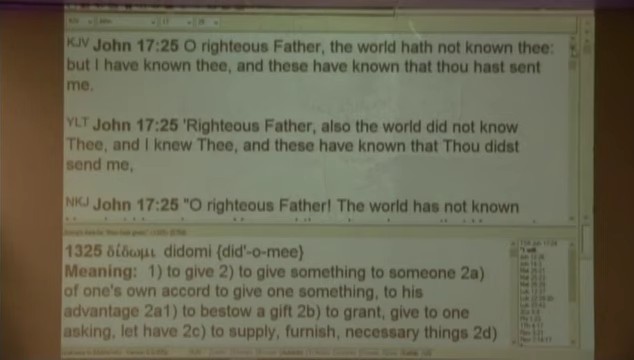 KJV John 17:25 O righteous Father, the world hath not known thee:
but I have known thee, and these have known that thou hast sent
me.
YLT John 17:25 'Righteous Father, also the world did not know
Thee, and I knew Thee, and these have known that Thou didst
send me,
NKJ John 17:25 "O righteous Father! The world has not known
1325 δίδωμι didomi {did'-o-mee}
Meaning: 1) to give 2) to give something to someone 2a)
of one's own accord to give one something, to his
advantage 2a1) to bestow a gift 2b) to grant, give to one
asking, let have 2c) to supply, furnish, necessary things 2d)